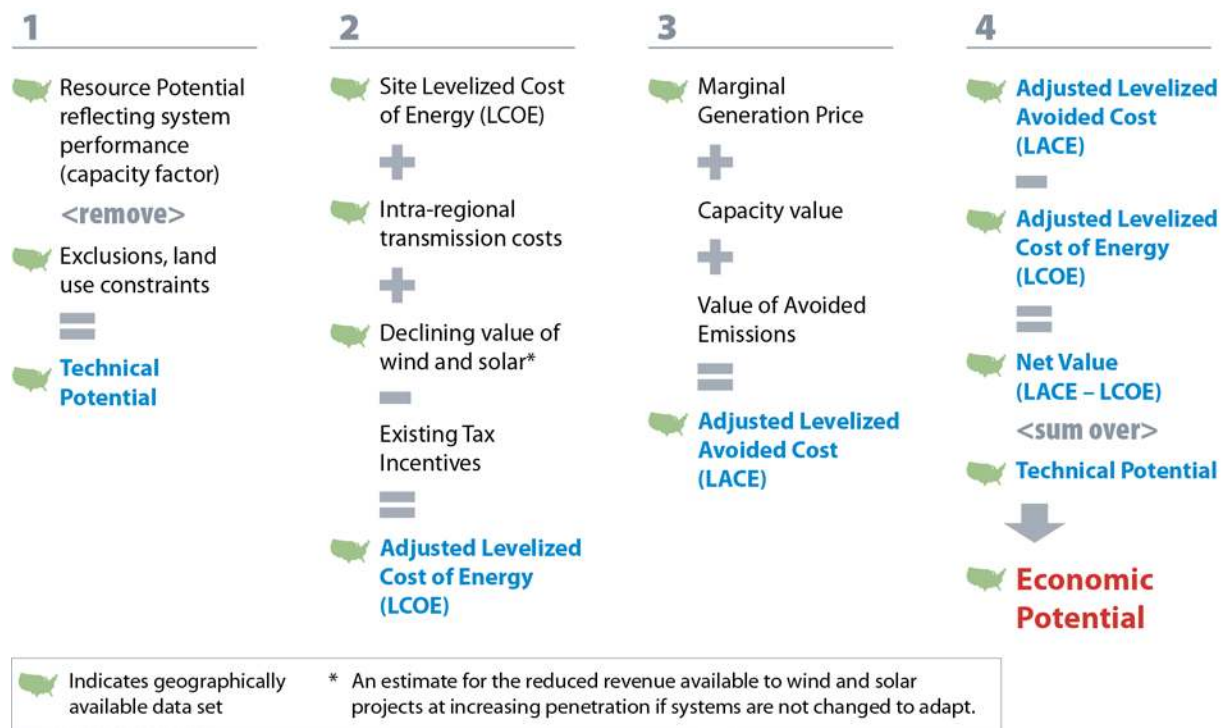 1
Resource Potential
reflecting system
performance
(capacity factor)
<remove>
Exclusions, land
use constraints
=
Technical
Potential
2
Site Levelized Cost
of Energy (LCOE)
+
Intra-regional
transmission costs
+
Declining value of
wind and solar*
-
Existing Tax
Incentives
=
Adjusted Levelized
Cost of Energy
(LCOE)
3
Marginal
Generation Price
+
Capacity value
+
Value of Avoided
Emissions
=
Adjusted Levelized
Avoided Cost
(LACE)
4
Adjusted Levelized
Avoided Cost
(LACE)
-
Adjusted Levelized
Cost of Energy
(LCOE)
=
Net Value
(LACE – LCOE)
<sum over>
Technical Potential
Economic
Potential
Indicates geographically
available data set
* An estimate for the reduced revenue available to wind and solar
projects at increasing penetration if systems are not changed to adapt.